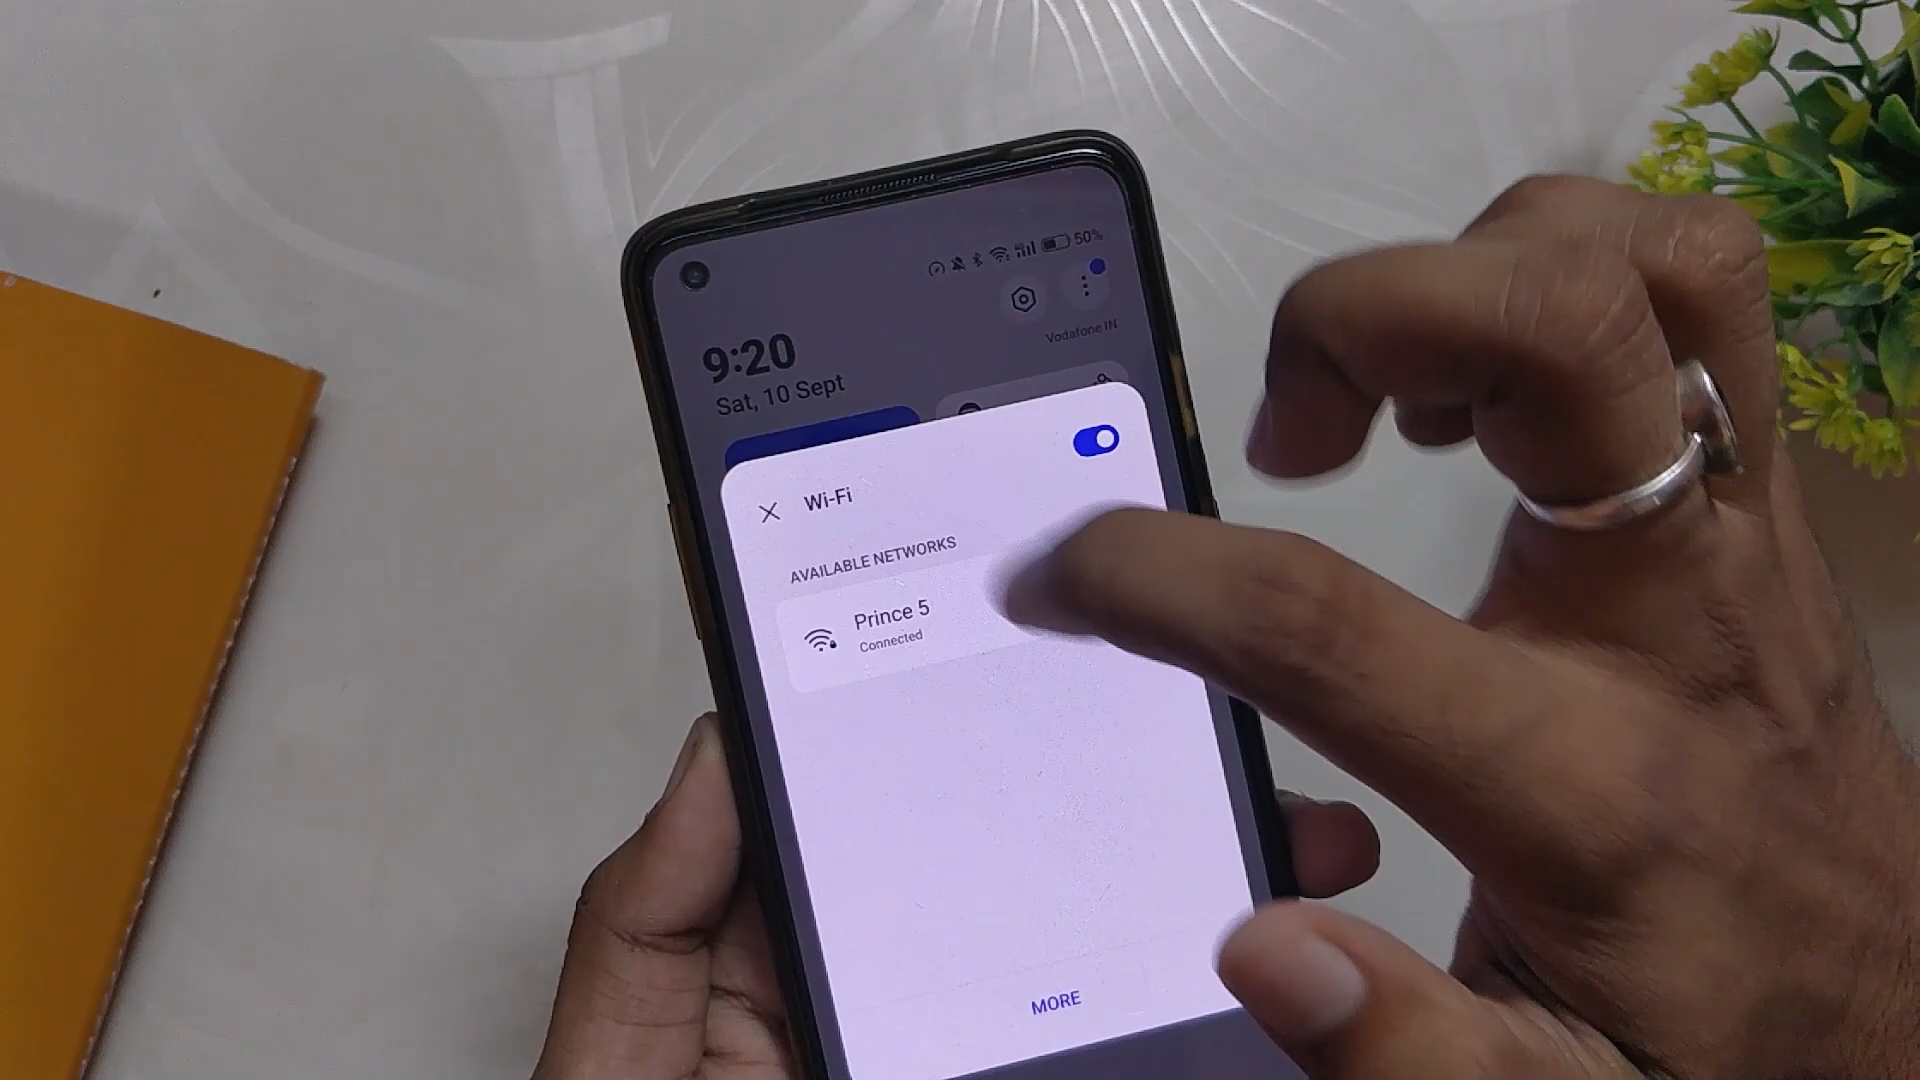 50%
Vodafone IN
9:20
Sat, 10 Sept
Wi-Fi
AVAILABLE NETWORKS
Prince 5
Connected
MORE